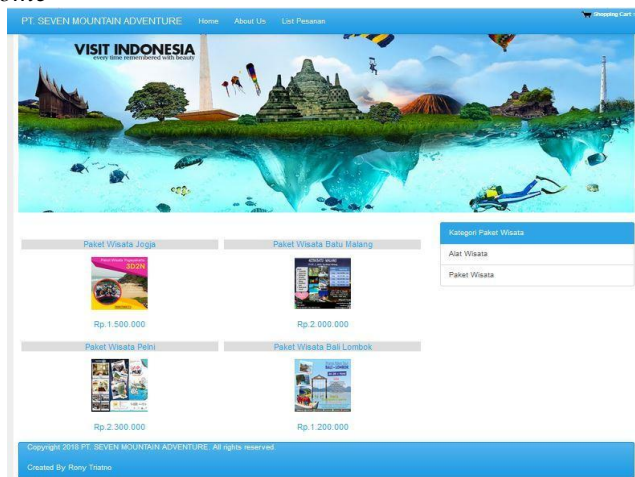 PT. SEVEN MOUNTAIN ADVENTURE Home About Us List Pesanan Shopping Cart
VISIT INDONESIA
every time remembered with beauty
Kategori Paket Wisata
Alat Wisata
Paket Wisata
Paket Wisata Jogja Paket Wisata Batu Malang
3D2N
Rp.1.500.000 Rp.2.000.000
Paket Wisata Pelni Paket Wisata Bali Lombok
BALI-LOMBOK
Rp.2.300.000 Rp.1.200.000
Copyright 2018 PT. SEVEN MOUNTAIN ADVENTURE. All rights reserved
Created By Rony Triatno